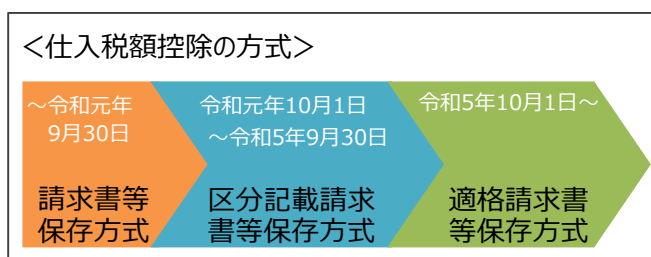 ＜仕入税額控除の方式＞
～令和元年
9月30日
請求書等
保存方式
令和元年10月1日
～令和5年9月30日
区分記載請求
書等保存方式
令和5年10月1日～
適格請求書
等保存方式